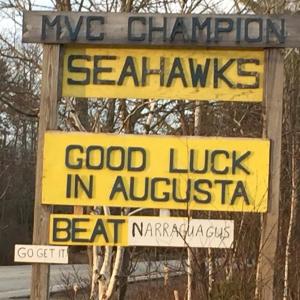 MVC CHAMPION
SEAHAWKS
GOOD LUCK
IN AUGUSTA
BEAT NARRAGUAGUS
GO GET IT!